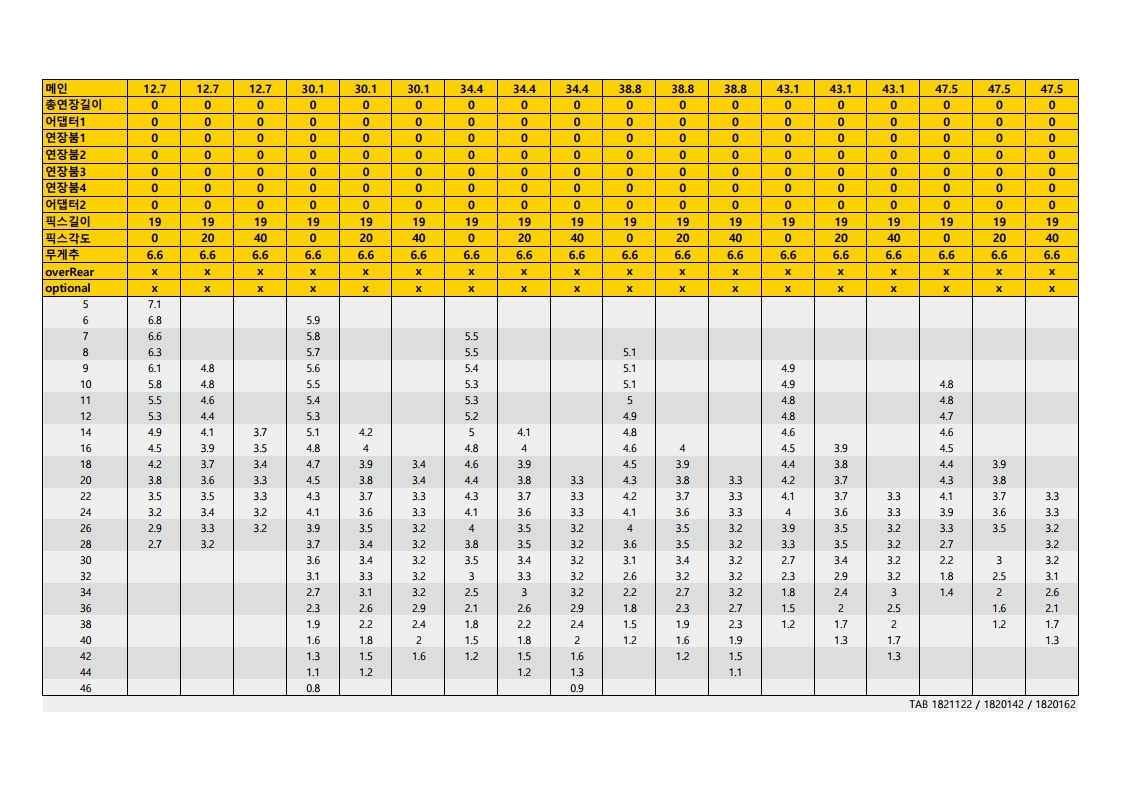 메인 12.7 12.7 12.7 30.1 30.1 30.1 34.4 34.4 34.4 38.8 38.8 38.8 43.1 43.1 43.1 47.5 47.5 47.5
총연장길이 0 0 0 0 0 0 0 0 0 0 0 0 0 0 0 0 0 0
어댑터1 0 0 0 0 0 0 0 0 0 0 0 0 0 0 0 0 0 0
연장붐1 0 0 0 0 0 0 0 0 0 0 0 0 0 0 0 0 0 0
연장붐2 0 0 0 0 0 0 0 0 0 0 0 0 0 0 0 0 0 0
연장붐3 0 0 0 0 0 0 0 0 0 0 0 0 0 0 0 0 0 0
연장붐4 0 0 0 0 0 0 0 0 0 0 0 0 0 0 0 0 0 0
어댑터2 0 0 0 0 0 0 0 0 0 0 0 0 0 0 0 0 0 0
픽스길이 19 19 19 19 19 19 19 19 19 19 19 19 19 19 19 19 19 19
픽스각도 0 20 40 0 20 40 0 20 40 0 20 40 0 20 40 0 20 40
무게추 6.6 6.6 6.6 6.6 6.6 6.6 6.6 6.6 6.6 6.6 6.6 6.6 6.6 6.6 6.6 6.6 6.6 6.6
overRear x x x x x x x x x x x x x x x x x x
optional x x x x x x x x x x x x x x x x x x
5 7.1
6 6.8 5.9
7 6.6 5.8 5.5
8 6.3 5.7 5.5 5.1
9 6.1 4.8 5.6 5.4 5.1 4.9
10 5.8 4.8 5.5 5.3 5.1 4.9 4.8
11 5.5 4.6 5.4 5.3 5 4.8 4.8
12 5.3 4.4 5.3 5.2 4.9 4.8 4.7
14 4.9 4.1 3.7 5.1 4.2 5 4.1 4.8 4.6 4.6
16 4.5 3.9 3.5 4.8 4 4.8 4 4.6 4 4.5 3.9 4.5
18 4.2 3.7 3.4 4.7 3.9 3.4 4.6 3.9 4.5 3.9 4.4 3.8 4.4 3.9
20 3.8 3.6 3.3 4.5 3.8 3.4 4.4 3.8 3.3 4.3 3.8 3.3 4.2 3.7 4.3 3.8
22 3.5 3.5 3.3 4.3 3.7 3.3 4.3 3.7 3.3 4.2 3.7 3.3 4.1 3.7 3.3 4.1 3.7 3.3
24 3.2 3.4 3.2 4.1 3.6 3.3 4.1 3.6 3.3 4.1 3.6 3.3 4 3.6 3.3 3.9 3.6 3.3
26 2.9 3.3 3.2 3.9 3.5 3.2 4 3.5 3.2 4 3.5 3.2 3.9 3.5 3.2 3.3 3.5 3.2
28 2.7 3.2 3.7 3.4 3.2 3.8 3.5 3.2 3.6 3.5 3.2 3.3 3.5 3.2 2.7 3.2
30 3.6 3.4 3.2 3.5 3.4 3.2 3.1 3.4 3.2 2.7 3.4 3.2 2.2 3 3.2
32 3.1 3.3 3.2 3 3.3 3.2 2.6 3.2 3.2 2.3 2.9 3.2 1.8 2.5 3.1
34 2.7 3.1 3.2 2.5 3 3.2 2.2 2.7 3.2 1.8 2.4 3 1.4 2 2.6
36 2.3 2.6 2.9 2.1 2.6 2.9 1.8 2.3 2.7 1.5 2 2.5 1.6 2.1
38 1.9 2.2 2.4 1.8 2.2 2.4 1.5 1.9 2.3 1.2 1.7 2 1.2 1.7
40 1.6 1.8 2 1.5 1.8 2 1.2 1.6 1.9 1.3 1.7 1.3
42 1.3 1.5 1.6 1.2 1.5 1.6 1.2 1.5 1.3
44 1.1 1.2 1.2 1.3 1.1
46 0.8 0.9
TAB 1821122 / 1820142 / 1820162